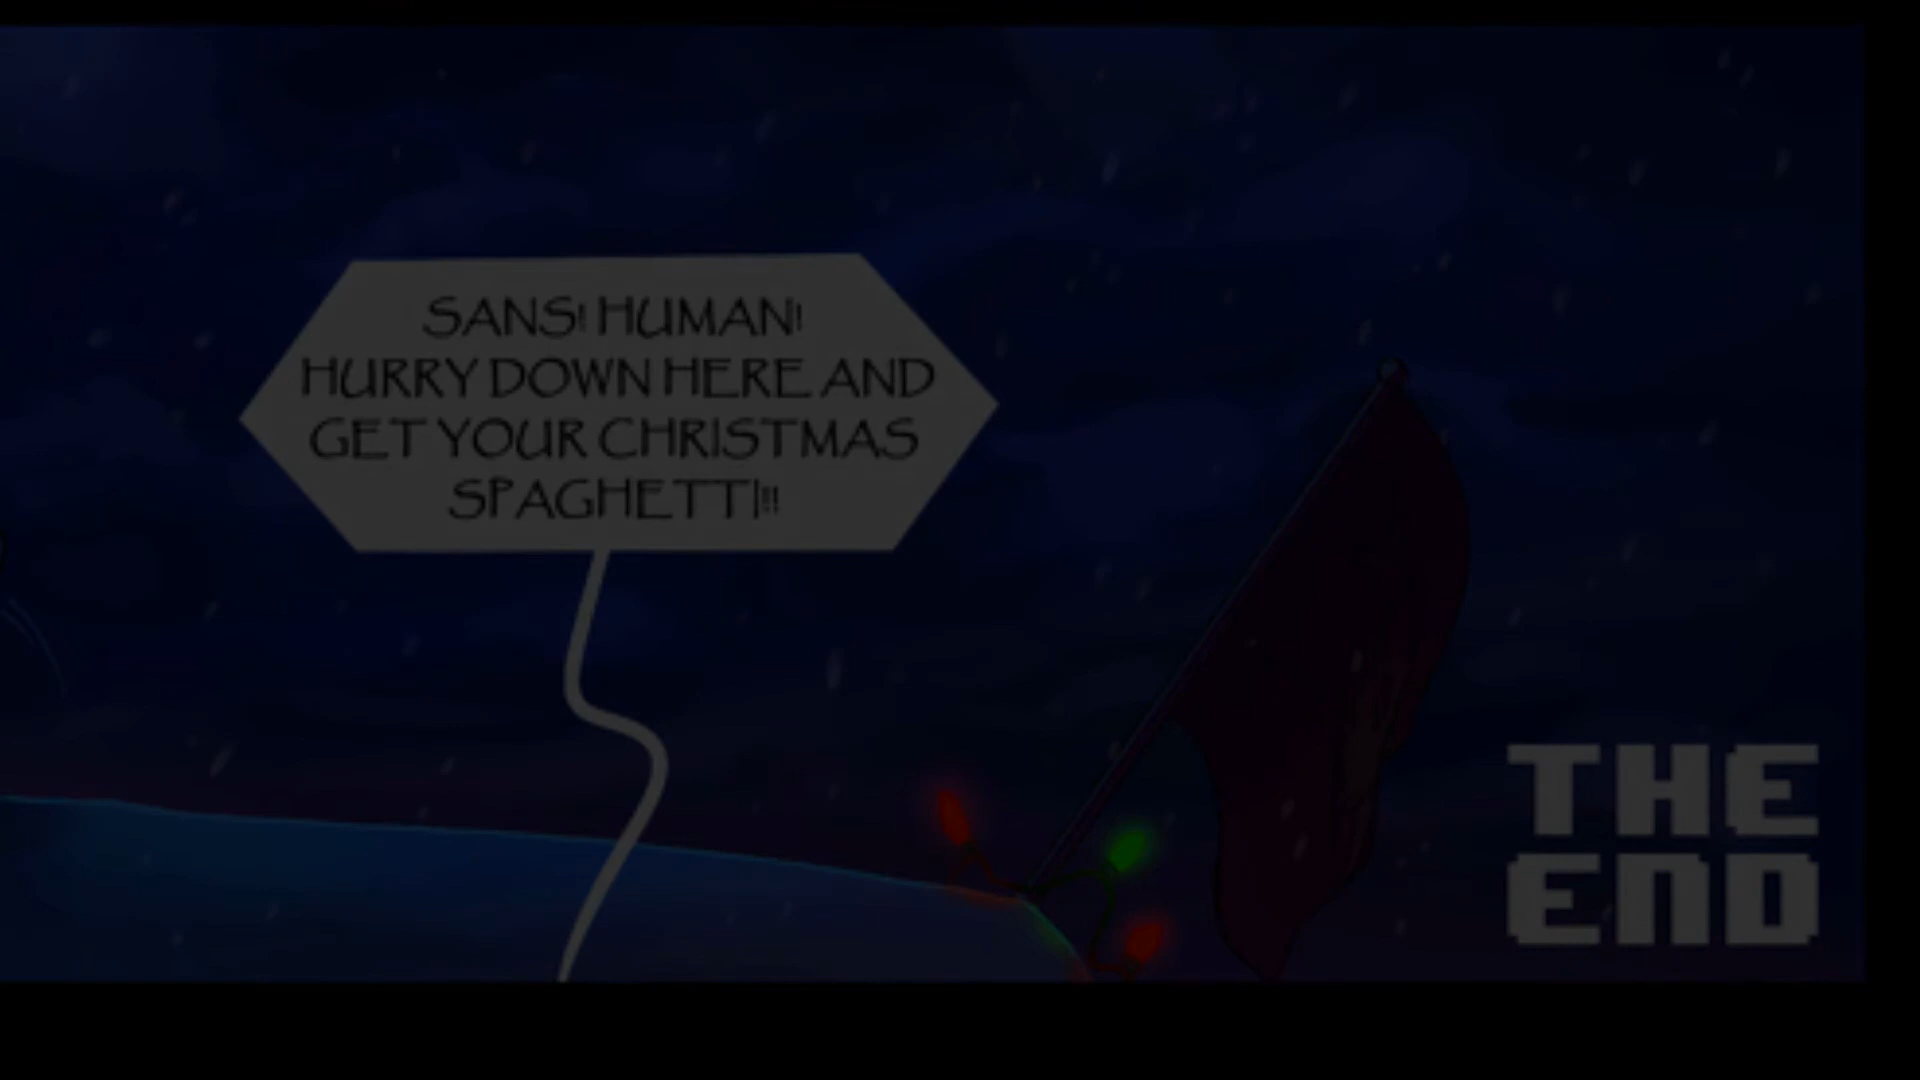 SANS! HUMAN!
HURRY DOWN HERE AND
GET YOUR CHRISTMAS
SPAGHETTI!!!
THE
END